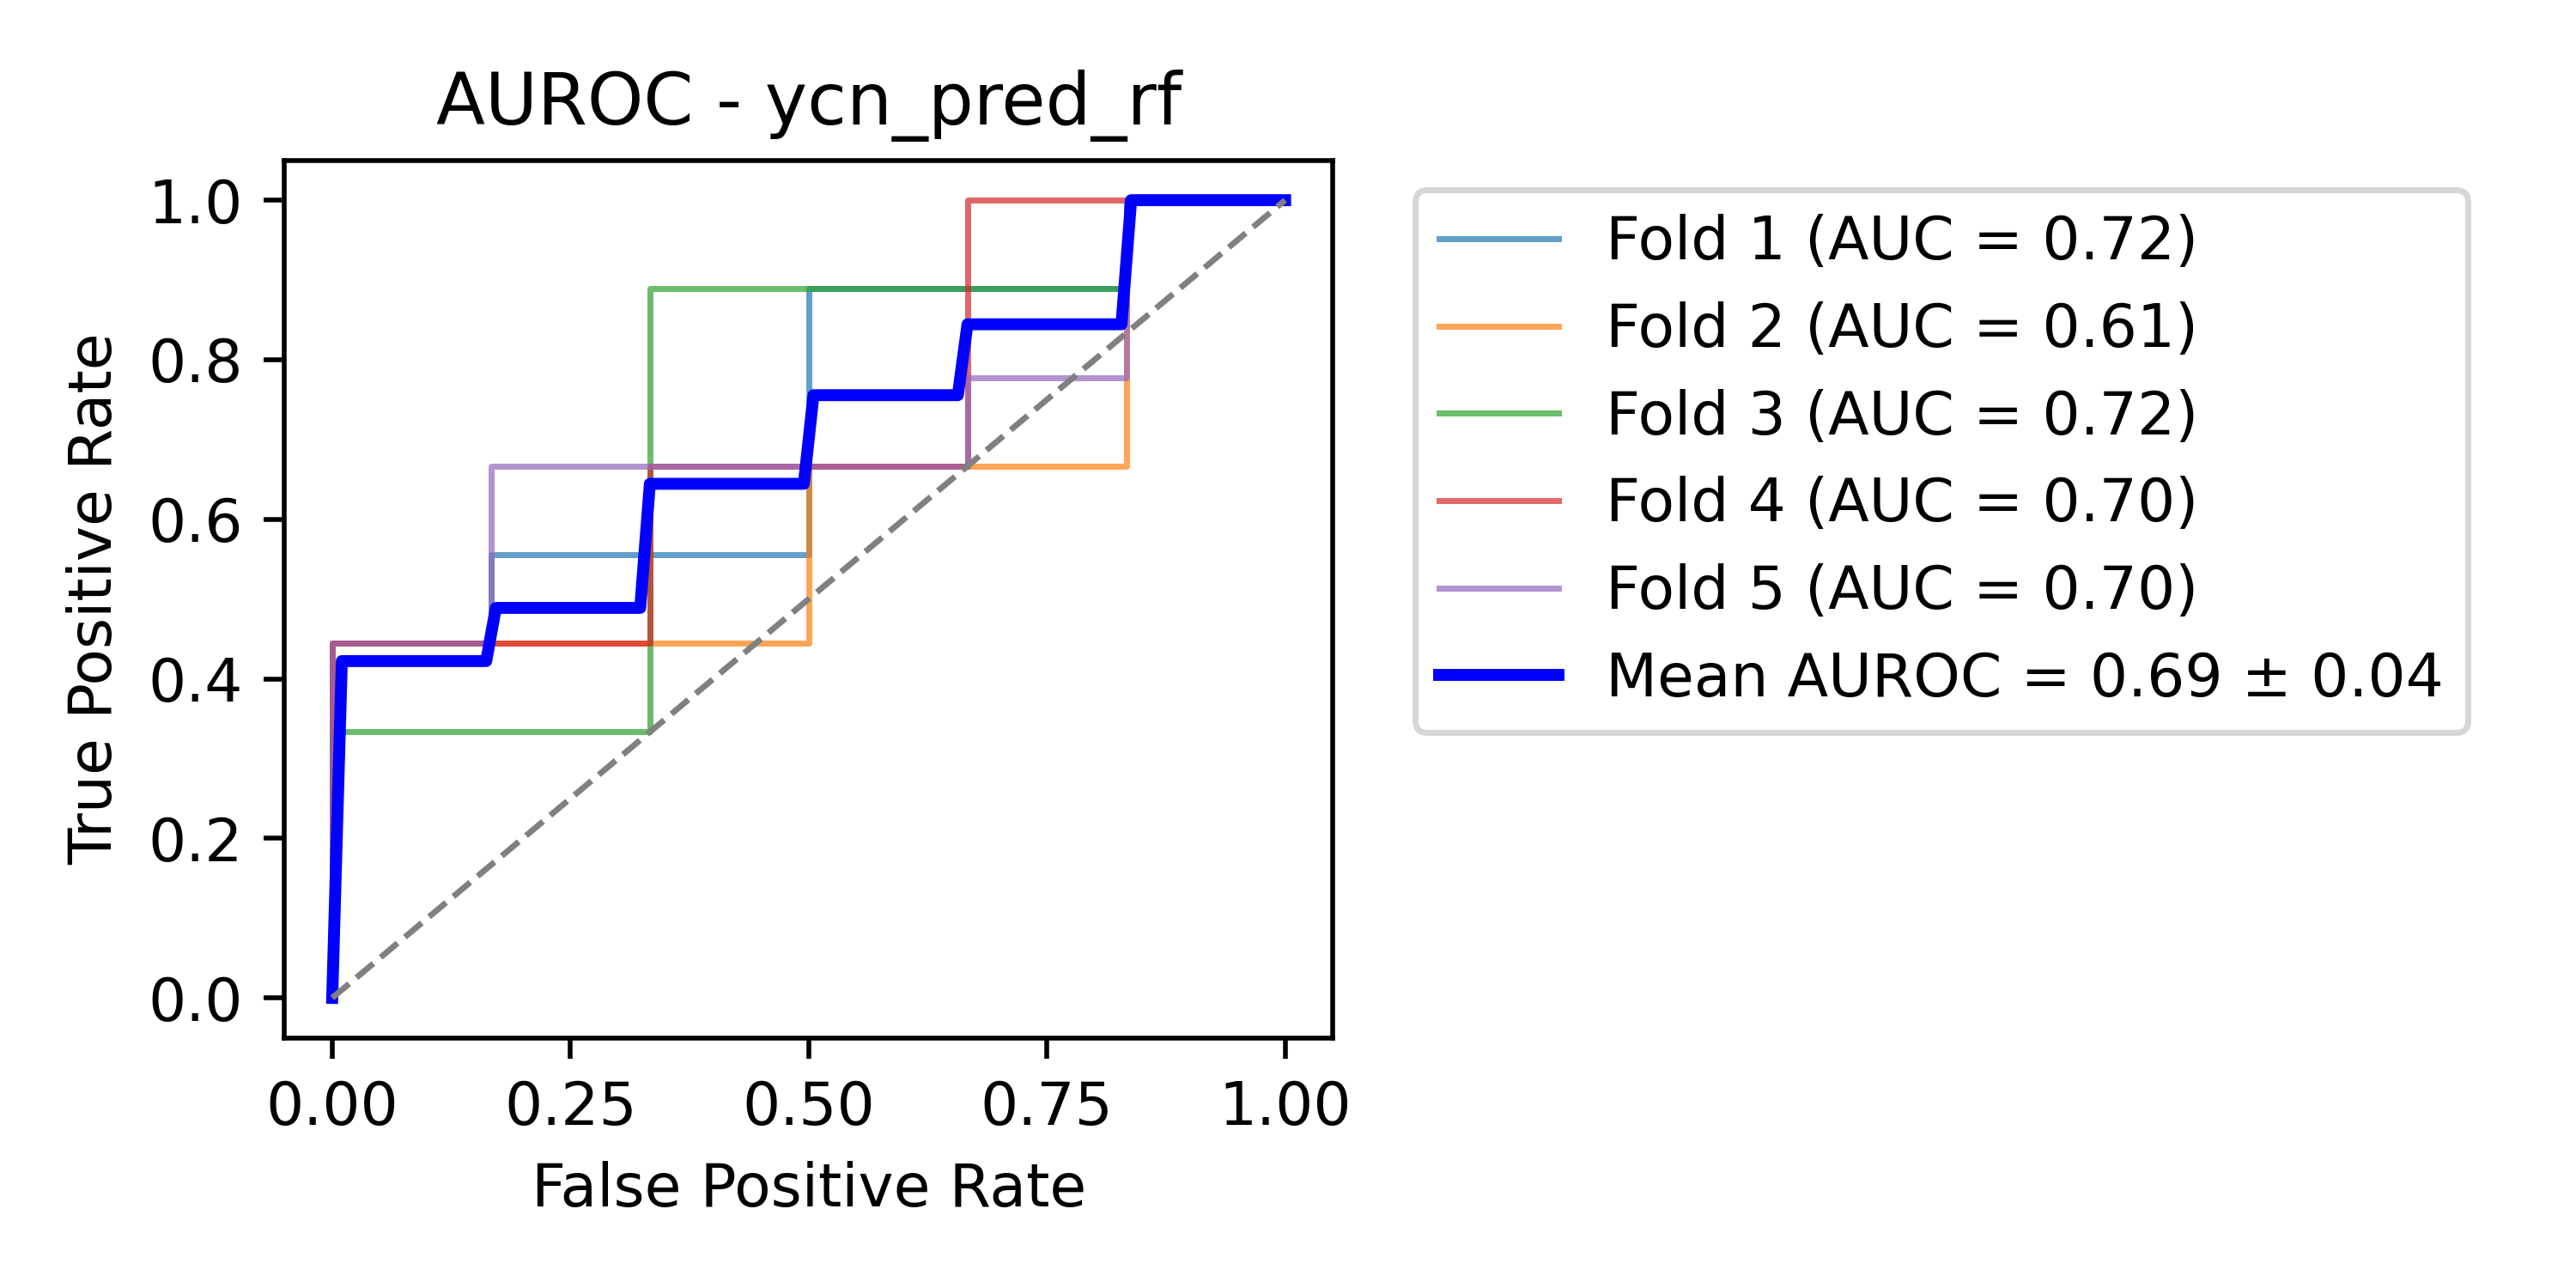 AUROC - ycn_pred_rf
True Positive Rate
1.0
0.8
0.6
0.4
0.2
0.0
0.00 0.25 0.50 0.75 1.00
False Positive Rate
Fold 1 (AUC = 0.72)
Fold 2 (AUC = 0.61)
Fold 3 (AUC = 0.72)
Fold 4 (AUC = 0.70)
Fold 5 (AUC = 0.70)
Mean AUROC = 0.69 ± 0.04